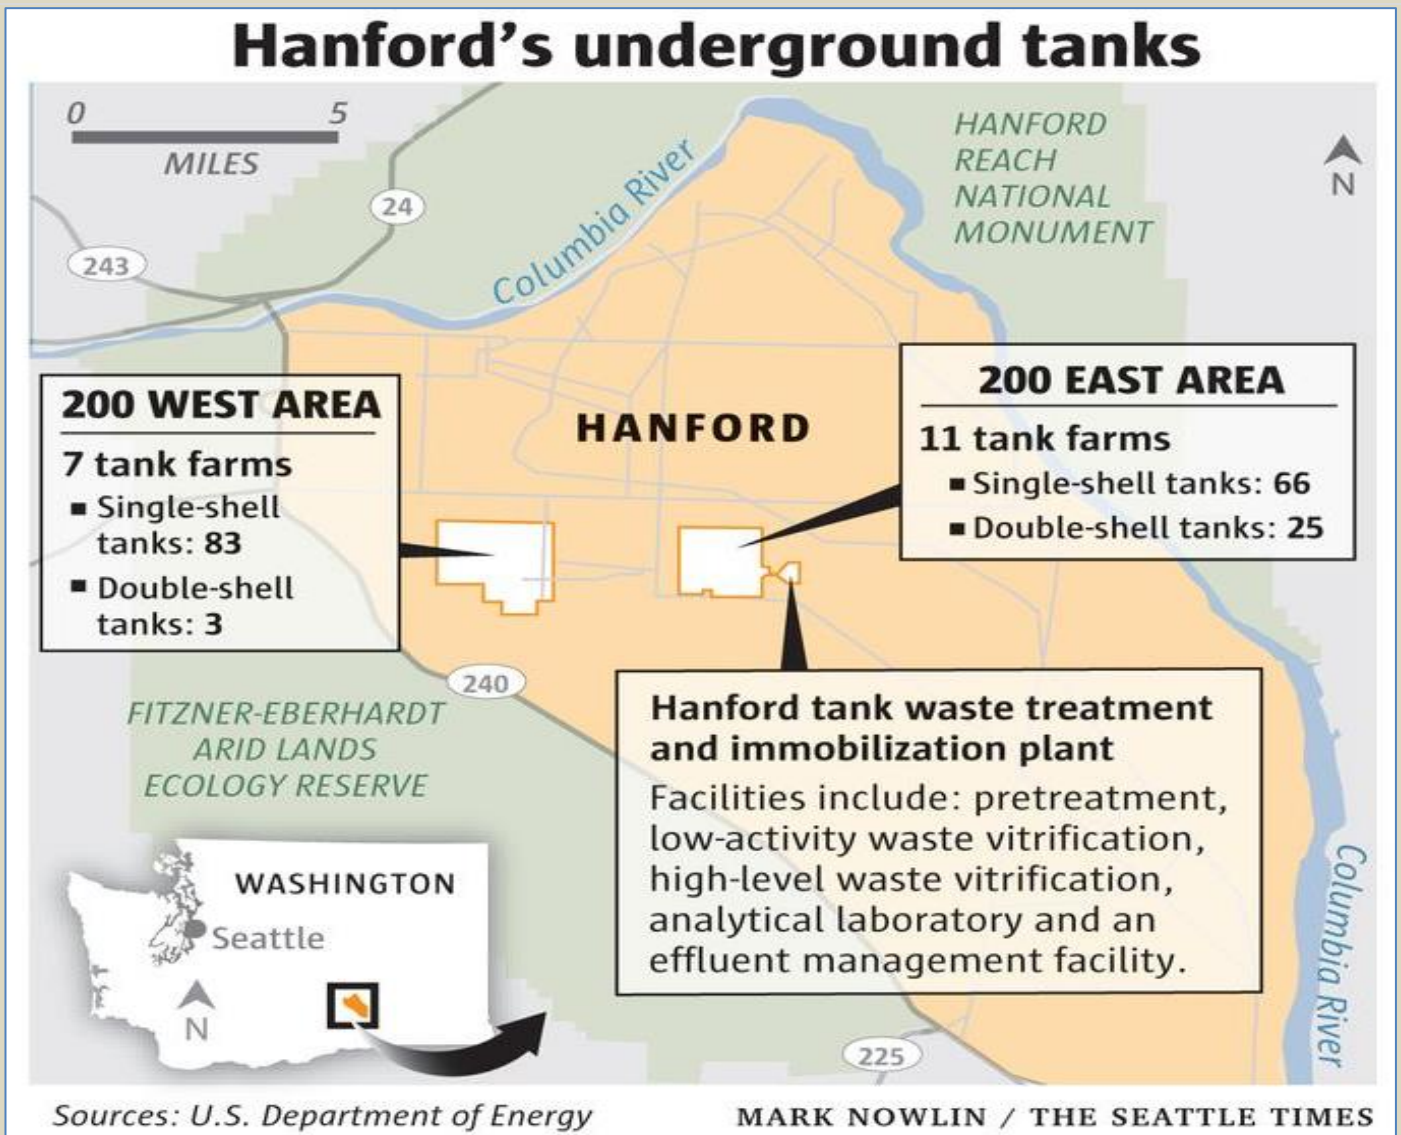 Hanford's underground tanks
0 5
MILES
HANFORD
REACH
NATIONAL
MONUMENT
N
24
243
Columbia River
200 WEST AREA
7 tank farms
▪ Single-shell
tanks: 83
▪ Double-shell
tanks: 3
HANFORD
200 EAST AREA
11 tank farms
▪ Single-shell tanks: 66
▪ Double-shell tanks: 25
240
FITZNER-EBERHARDT
ARID LANDS
ECOLOGY RESERVE
Hanford tank waste treatment
and immobilization plant
Facilities include: pretreatment,
low-activity waste vitrification,
high-level waste vitrification,
analytical laboratory and an
effluent management facility.
WASHINGTON
Seattle
N
225
Columbia River
Sources: U.S. Department of Energy
MARK NOWLIN / THE SEATTLE TIMES